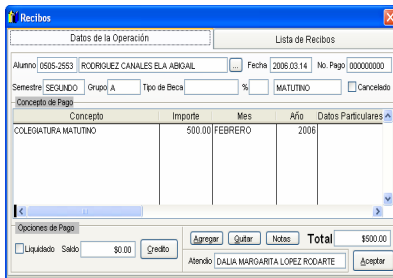 Recibos
Datos de la Operación Lista de Recibos
Alumno 0505-2553 RODRIGUEZ CANALES ELA ABIGAIL ... Fecha 2006.03.14 No. Pago 000000000
Semestre SEGUNDO Grupo A Tipo de Beca % MATUTINO Cancelado
Concepto de Pago
Concepto Importe Mes Año Datos Particulares
COLEGIATURA MATUTINO 500.00 FEBRERO 2006
Opciones de Pago
Liquidado Saldo $0.00 Credito
Agregar Quitar Notas Total $500.00
Atendio DALIA MARGARITA LOPEZ RODARTE Aceptar